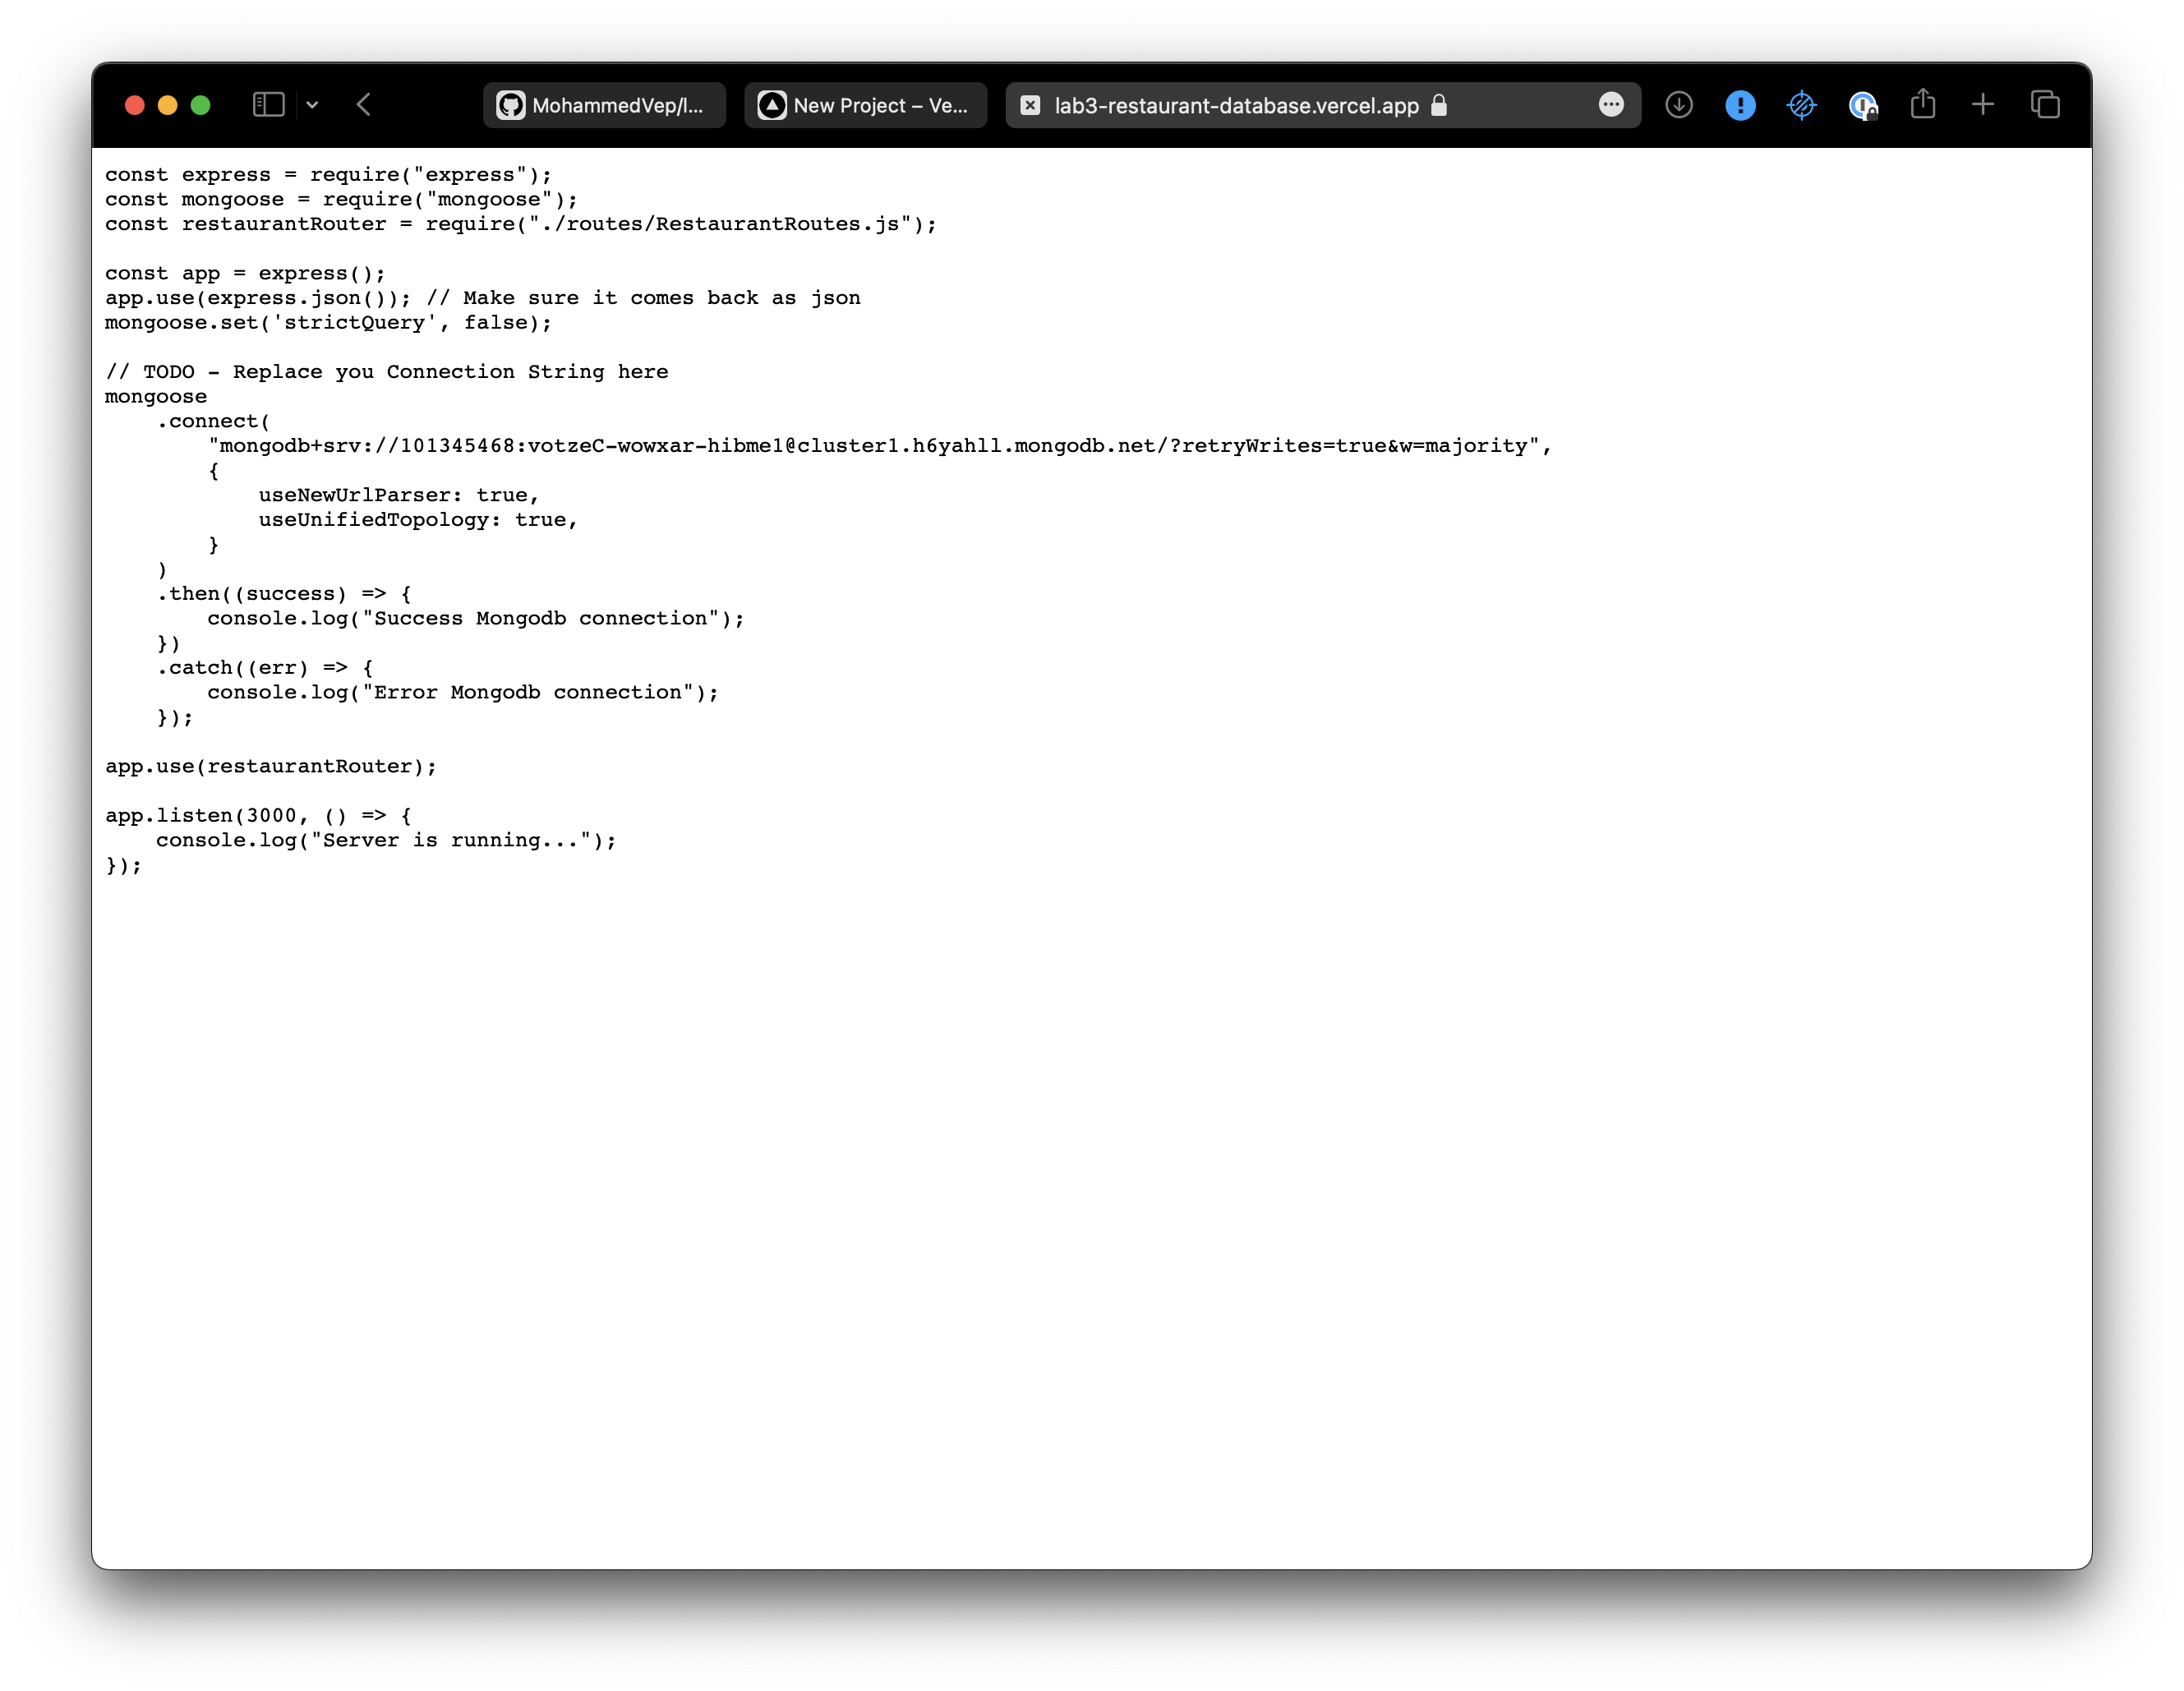 MohammedVep/l...
New Project – Ve...
lab3-restaurant-database.vercel.app
const express = require("express");
const mongoose = require("mongoose");
const restaurantRouter = require("./routes/RestaurantRoutes.js");
const app = express();
app.use(express.json()); // Make sure it comes back as json
mongoose.set('strictQuery', false);
// TODO - Replace you Connection String here
mongoose
    .connect(
        "mongodb+srv://101345468:votzeC-wowxar-hibme1@cluster1.h6yahll.mongodb.net/?retryWrites=true&w=majority",
        {
            useNewUrlParser: true,
            useUnifiedTopology: true,
        }
    )
    .then((success) => {
        console.log("Success Mongodb connection");
    })
    .catch((err) => {
        console.log("Error Mongodb connection");
    });
app.use(restaurantRouter);
app.listen(3000, () => {
    console.log("Server is running...");
});